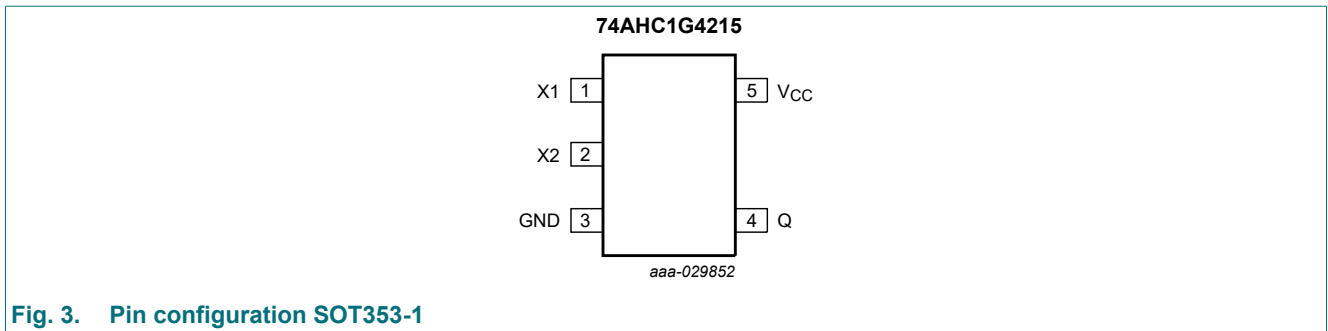 74AHC1G4215
X1 1
5 VCC
X2 2
GND 3
4 Q
aaa-029852
Fig. 3. Pin configuration SOT353-1